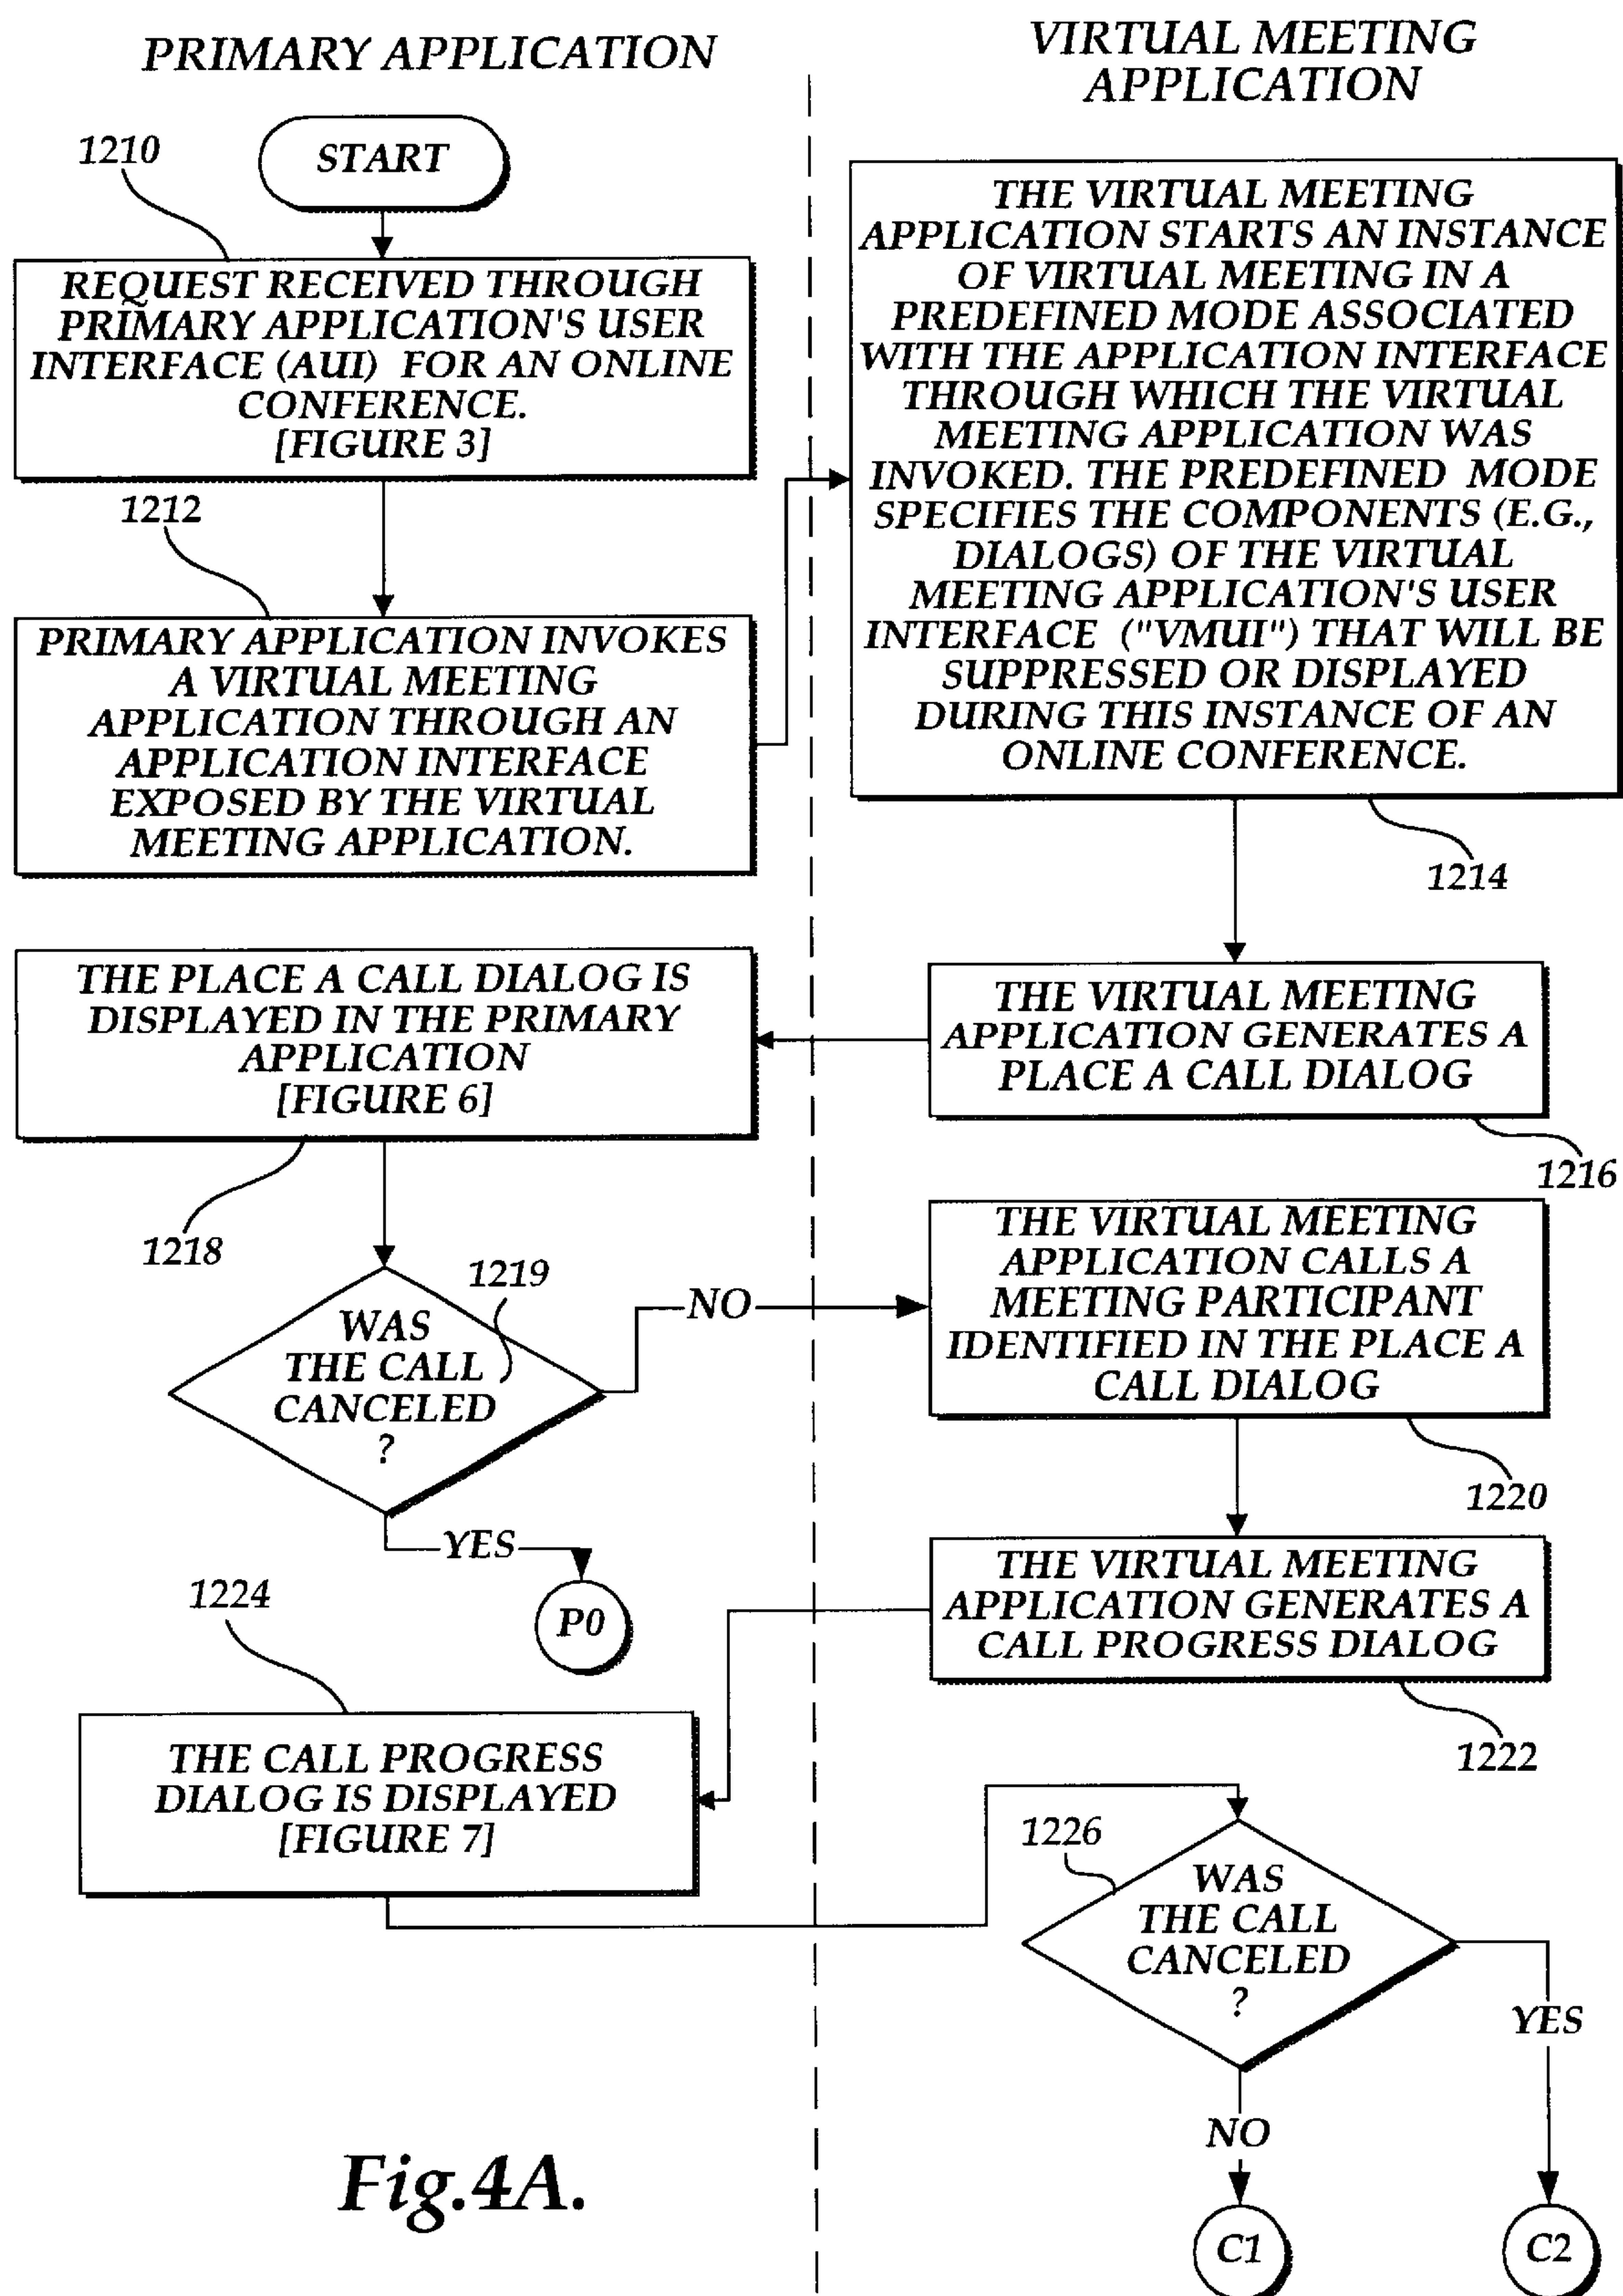 PRIMARY APPLICATION
VIRTUAL MEETING
APPLICATION
START
1210
REQUEST RECEIVED THROUGH
PRIMARY APPLICATION'S USER
INTERFACE (AUI) FOR AN ONLINE
CONFERENCE.
[FIGURE 3]
1212
PRIMARY APPLICATION INVOKES
A VIRTUAL MEETING
APPLICATION THROUGH AN
APPLICATION INTERFACE
EXPOSED BY THE VIRTUAL
MEETING APPLICATION.
THE VIRTUAL MEETING
APPLICATION STARTS AN INSTANCE
OF VIRTUAL MEETING IN A
PREDEFINED MODE ASSOCIATED
WITH THE APPLICATION INTERFACE
THROUGH WHICH THE VIRTUAL
MEETING APPLICATION WAS
INVOKED. THE PREDEFINED MODE
SPECIFIES THE COMPONENTS (E.G.,
DIALOGS) OF THE VIRTUAL
MEETING APPLICATION'S USER
INTERFACE ("VMUI") THAT WILL BE
SUPPRESSED OR DISPLAYED
DURING THIS INSTANCE OF AN
ONLINE CONFERENCE.
1214
THE VIRTUAL MEETING
APPLICATION GENERATES A
PLACE A CALL DIALOG
1216
THE PLACE A CALL DIALOG IS
DISPLAYED IN THE PRIMARY
APPLICATION
[FIGURE 6]
1218
1219
WAS
THE CALL
CANCELED
?
NO
YES
P0
THE VIRTUAL MEETING
APPLICATION CALLS A
MEETING PARTICIPANT
IDENTIFIED IN THE PLACE A
CALL DIALOG
1220
THE VIRTUAL MEETING
APPLICATION GENERATES A
CALL PROGRESS DIALOG
1222
1224
THE CALL PROGRESS
DIALOG IS DISPLAYED
[FIGURE 7]
1226
WAS
THE CALL
CANCELED
?
YES
NO
C1
C2
Fig.4A.